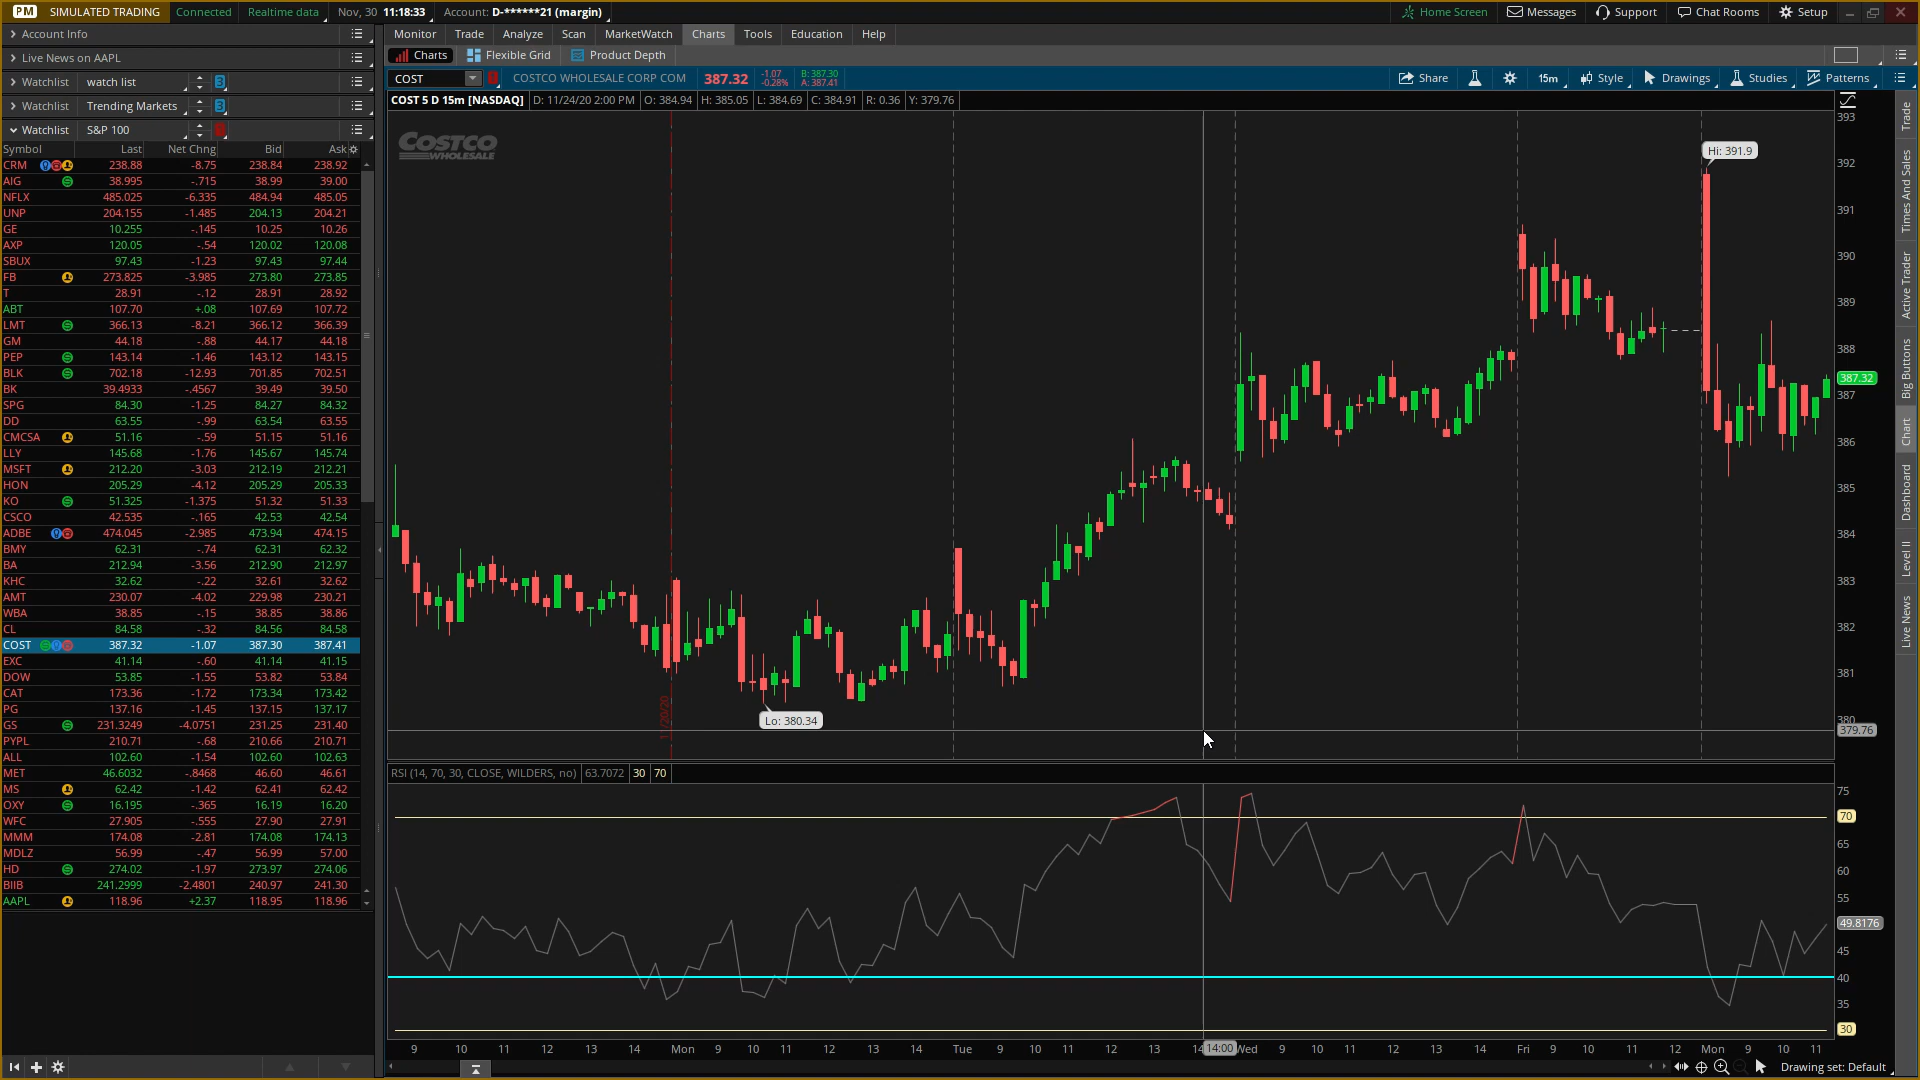 PM SIMULATED TRADING Connected Realtime data Nov, 30 11:18:33 Account: D-******21 (margin) Home Screen Messages Support Chat Rooms Setup
Account Info
Live News on AAPL
Watchlist watch list 3
Watchlist Trending Markets 3
Watchlist S&P 100
Symbol Last Net Chng Bid Ask
CRM 238.88 -8.75 238.84 238.92
AIG 38.995 -.715 38.99 39.00
NFLX 485.025 -6.335 484.94 485.05
UNP 204.155 -1.485 204.13 204.21
GE 10.255 -.145 10.25 10.26
AXP 120.05 -.54 120.02 120.08
SBUX 97.43 -1.23 97.43 97.44
FB 273.825 -3.985 273.80 273.85
T 28.91 -.12 28.91 28.92
ABT 107.70 +.08 107.69 107.72
LMT 366.13 -8.21 366.12 366.39
GM 44.18 -.88 44.17 44.18
PEP 143.14 -1.46 143.12 143.15
BLK 702.18 -12.93 701.85 702.51
BK 39.4933 -.4567 39.49 39.50
SPG 84.30 -1.25 84.27 84.32
DD 63.55 -.99 63.54 63.55
CMCSA 51.16 -.59 51.15 51.16
LLY 145.68 -1.76 145.67 145.74
MSFT 212.20 -3.03 212.19 212.21
HON 205.29 -4.12 205.29 205.33
KO 51.325 -1.375 51.32 51.33
CSCO 42.535 -.165 42.53 42.54
ADBE 474.045 -2.985 473.94 474.15
BMY 62.31 -.74 62.31 62.32
BA 212.94 -3.56 212.90 212.97
KHC 32.62 -.22 32.61 32.62
AMT 230.07 -4.02 229.98 230.21
WBA 38.85 -.15 38.85 38.86
CL 84.58 -.32 84.56 84.58
COST 387.32 -1.07 387.30 387.41
EXC 41.14 -.60 41.14 41.15
DOW 53.85 -1.55 53.82 53.84
CAT 173.36 -1.72 173.34 173.42
PG 137.16 -1.45 137.15 137.17
GS 231.3249 -4.0751 231.25 231.40
PYPL 210.71 -.68 210.66 210.71
ALL 102.60 -1.54 102.60 102.63
MET 46.6032 -.8468 46.60 46.61
MS 62.42 -1.42 62.41 62.42
OXY 16.195 -.365 16.19 16.20
WFC 27.905 -.555 27.90 27.91
MMM 174.08 -2.81 174.08 174.13
MDLZ 56.99 -.47 56.99 57.00
HD 274.02 -1.97 273.97 274.06
BIIB 241.2999 -2.4801 240.97 241.30
AAPL 118.96 +2.37 118.95 118.96
Monitor Trade Analyze Scan MarketWatch Charts Tools Education Help
Charts Flexible Grid Product Depth
COST COSTCO WHOLESALE CORP COM 387.32 -1.07 B: 387.30 Share 15m Style Drawings Studies Patterns
-0.28% A: 387.41
COST 5 D 15m [NASDAQ] D: 11/24/20 2:00 PM O: 384.94 H: 385.05 L: 384.69 C: 384.91 R: 0.36 Y: 379.76
COSTCO
WHOLESALE
Hi: 391.9
Lo: 380.34
11/20/20
393
392
391
390
389
388
387.32
387
386
385
384
383
382
381
380
379.76
RSI (14, 70, 30, CLOSE, WILDERS, no) 63.7072 30 70
75
70
65
60
55
49.8176
45
40
35
30
9 10 11 12 13 14 Mon 9 10 11 12 13 14 Tue 9 10 11 12 13 14:00 Wed 9 10 11 12 13 14 Fri 9 10 11 12 Mon 9 10 11
Drawing set: Default
Trade
Times And Sales
Active Trader
Big Buttons
Chart
Dashboard
Level II
Live News